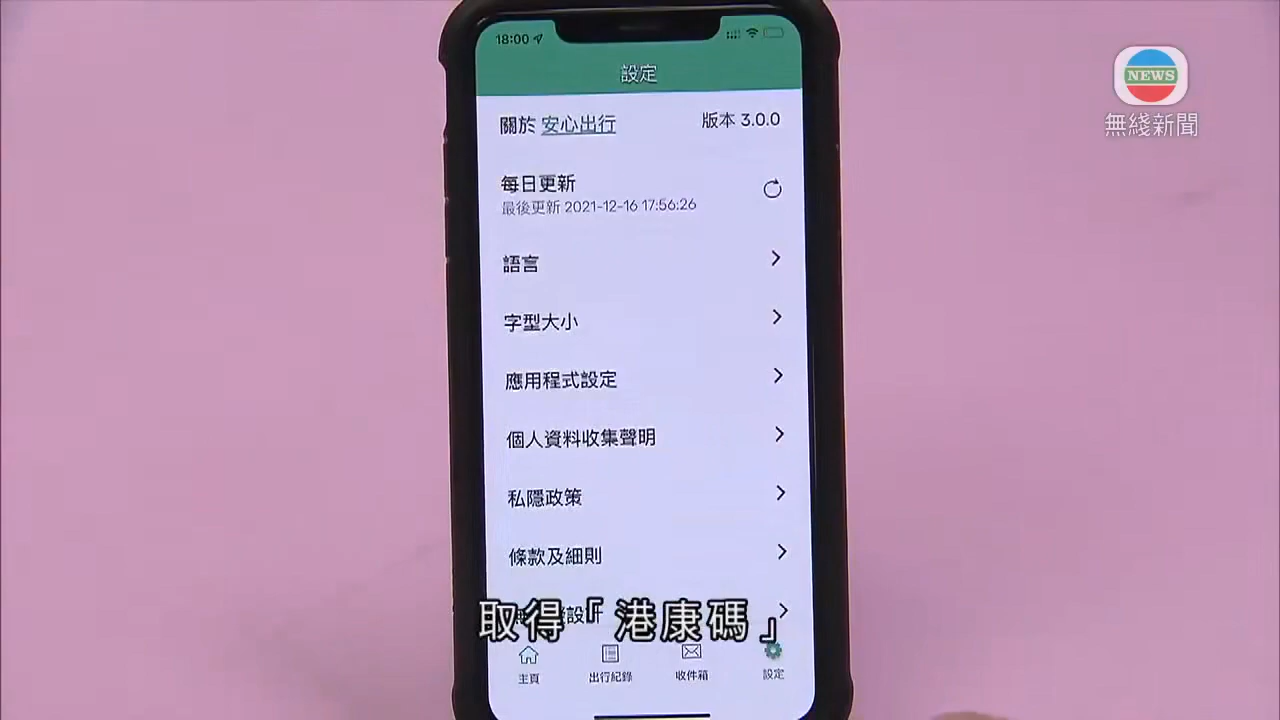 18:00
設定
NEWS
無綫新聞
關於 安心出行
版本 3.0.0
每日更新
最後更新 2021-12-16 17:56:26
語言
字型大小
應用程式設定
個人資料收集聲明
私隱政策
條款及細則
取得「港康碼」
主頁
出行紀錄
收件箱
設定